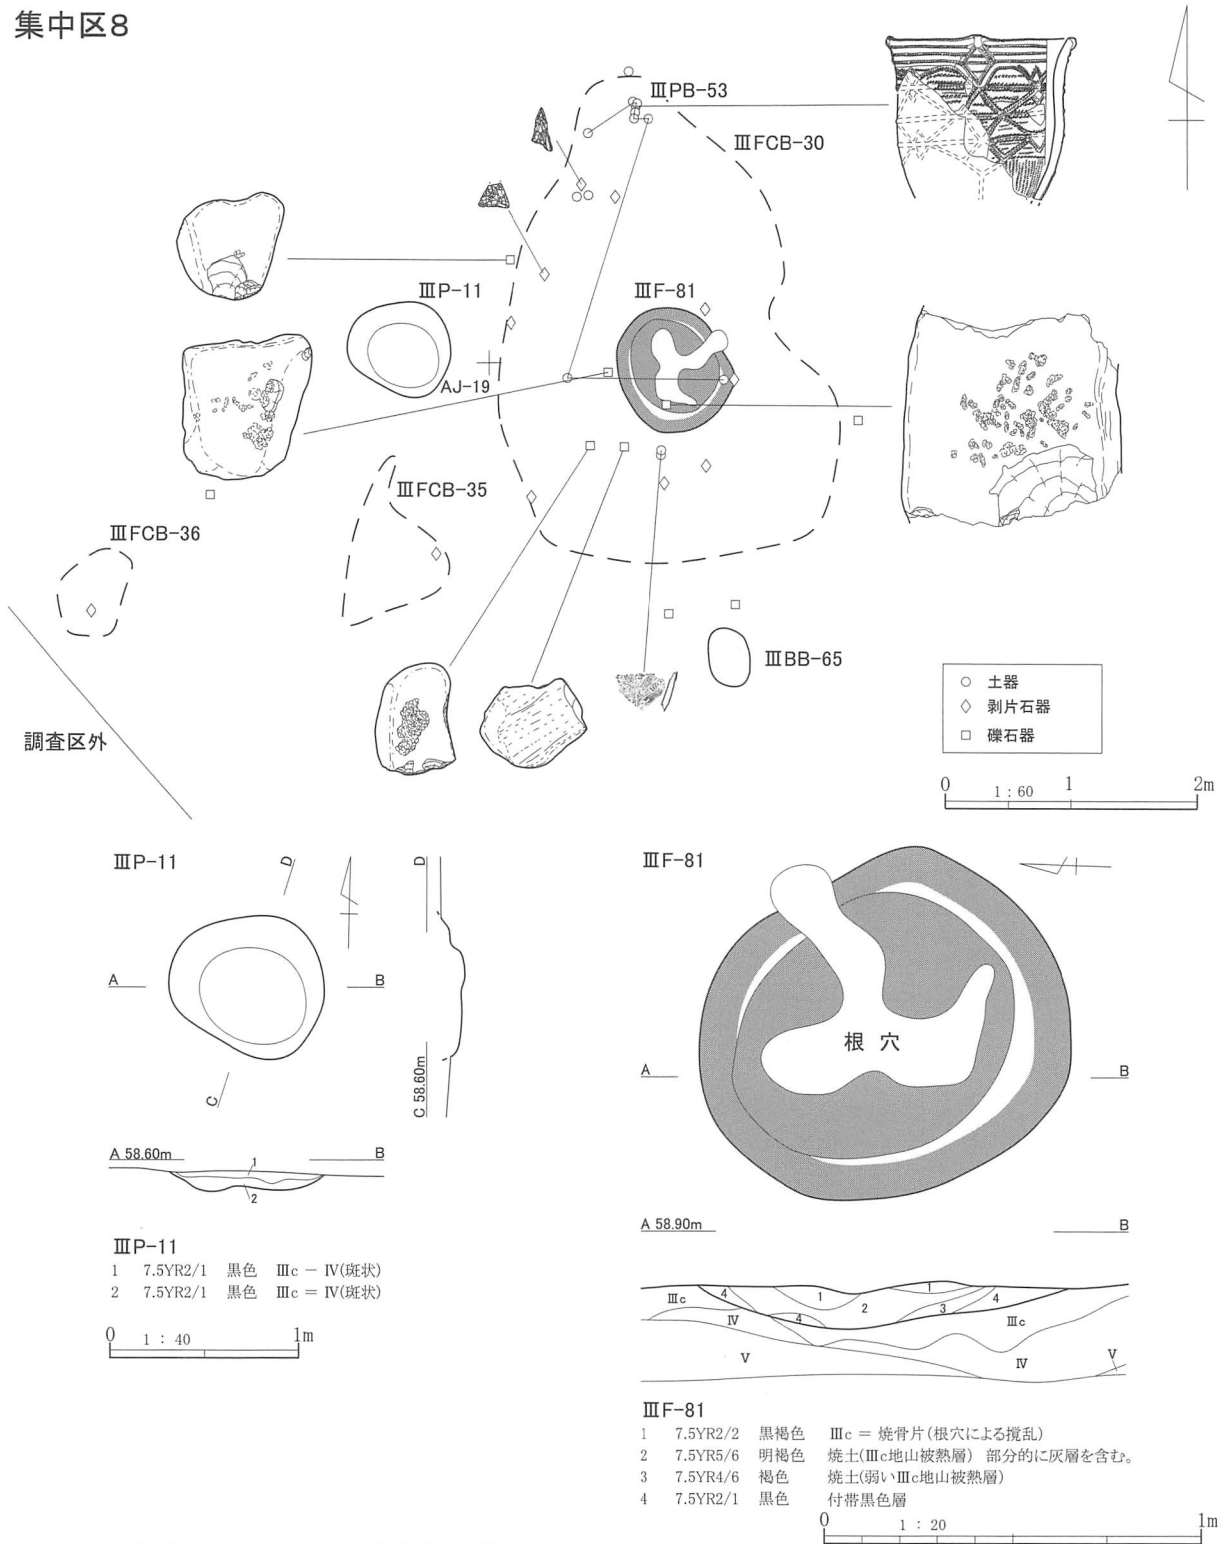 集中区8
ⅢPB-53
ⅢFCB-30
ⅢP-11
ⅢF-81
AJ-19
ⅢFCB-35
ⅢFCB-36
ⅢBB-65
調査区外
○ 土器
◇ 剥片石器
□ 礫石器
0 1:60 1 2m
ⅢP-11
D
A B
C
D
C 58.60m
A 58.60m B
1
2
ⅢP-11
1 7.5YR2/1 黒色 Ⅲc － Ⅳ(斑状)
2 7.5YR2/1 黒色 Ⅲc ＝ Ⅳ(斑状)
0 1：40 1m
ⅢF-81
根穴
A B
A 58.90m B
Ⅲc 4 1 2 1 3 4 Ⅲc
Ⅳ 4
Ⅴ Ⅳ Ⅴ
ⅢF-81
1 7.5YR2/2 黒褐色 Ⅲc ＝ 焼骨片(根穴による撹乱)
2 7.5YR5/6 明褐色 焼土(Ⅲc地山被熱層) 部分的に灰層を含む。
3 7.5YR4/6 褐色 焼土(弱いⅢc地山被熱層)
4 7.5YR2/1 黒色 付帯黒色層
0 1：20 1m